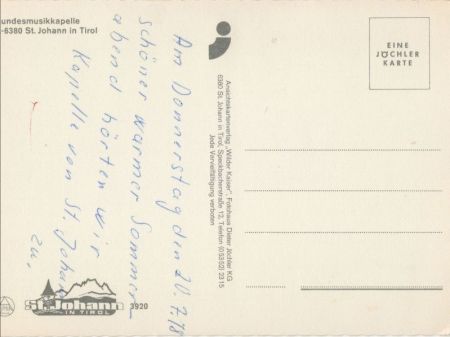 undesmusikkapelle
-6380 St. Johann in Tirol
Am Donnerstag den 20.7.78
schöner warmer Sommer-
abend hörten wir
Kapelle von St. Johann
zu,
EINE
JÖCHLER
KARTE
Ansichtskartenverlag „Wilder Kaiser“, Fotohaus Dieter Jöchler KG
6380 St. Johann in Tirol, Speckbacherstraße 12, Telefon (05352) 2315
Jede Vervielfältigung verboten
St. Johann
IN TIROL
3920